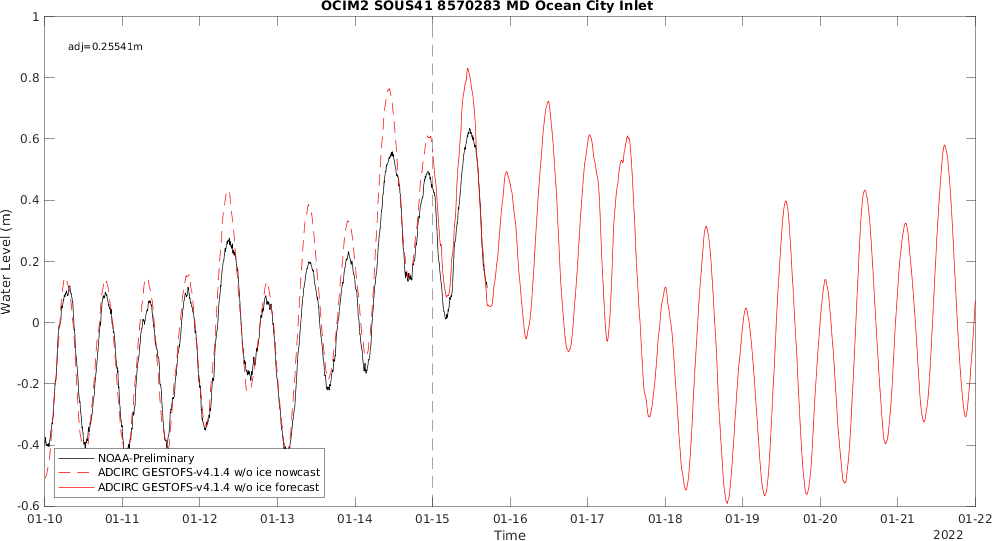 OCIM2 SOUS41 8570283 MD Ocean City Inlet
1
adj=0.25541m
0.8
0.6
0.4
0.2
0
-0.2
-0.4
-0.6
Water Level (m)
NOAA-Preliminary
ADCIRC GESTOFS-v4.1.4 w/o ice nowcast
ADCIRC GESTOFS-v4.1.4 w/o ice forecast
01-10 01-11 01-12 01-13 01-14 01-15 01-16 01-17 01-18 01-19 01-20 01-21 01-22
Time
2022